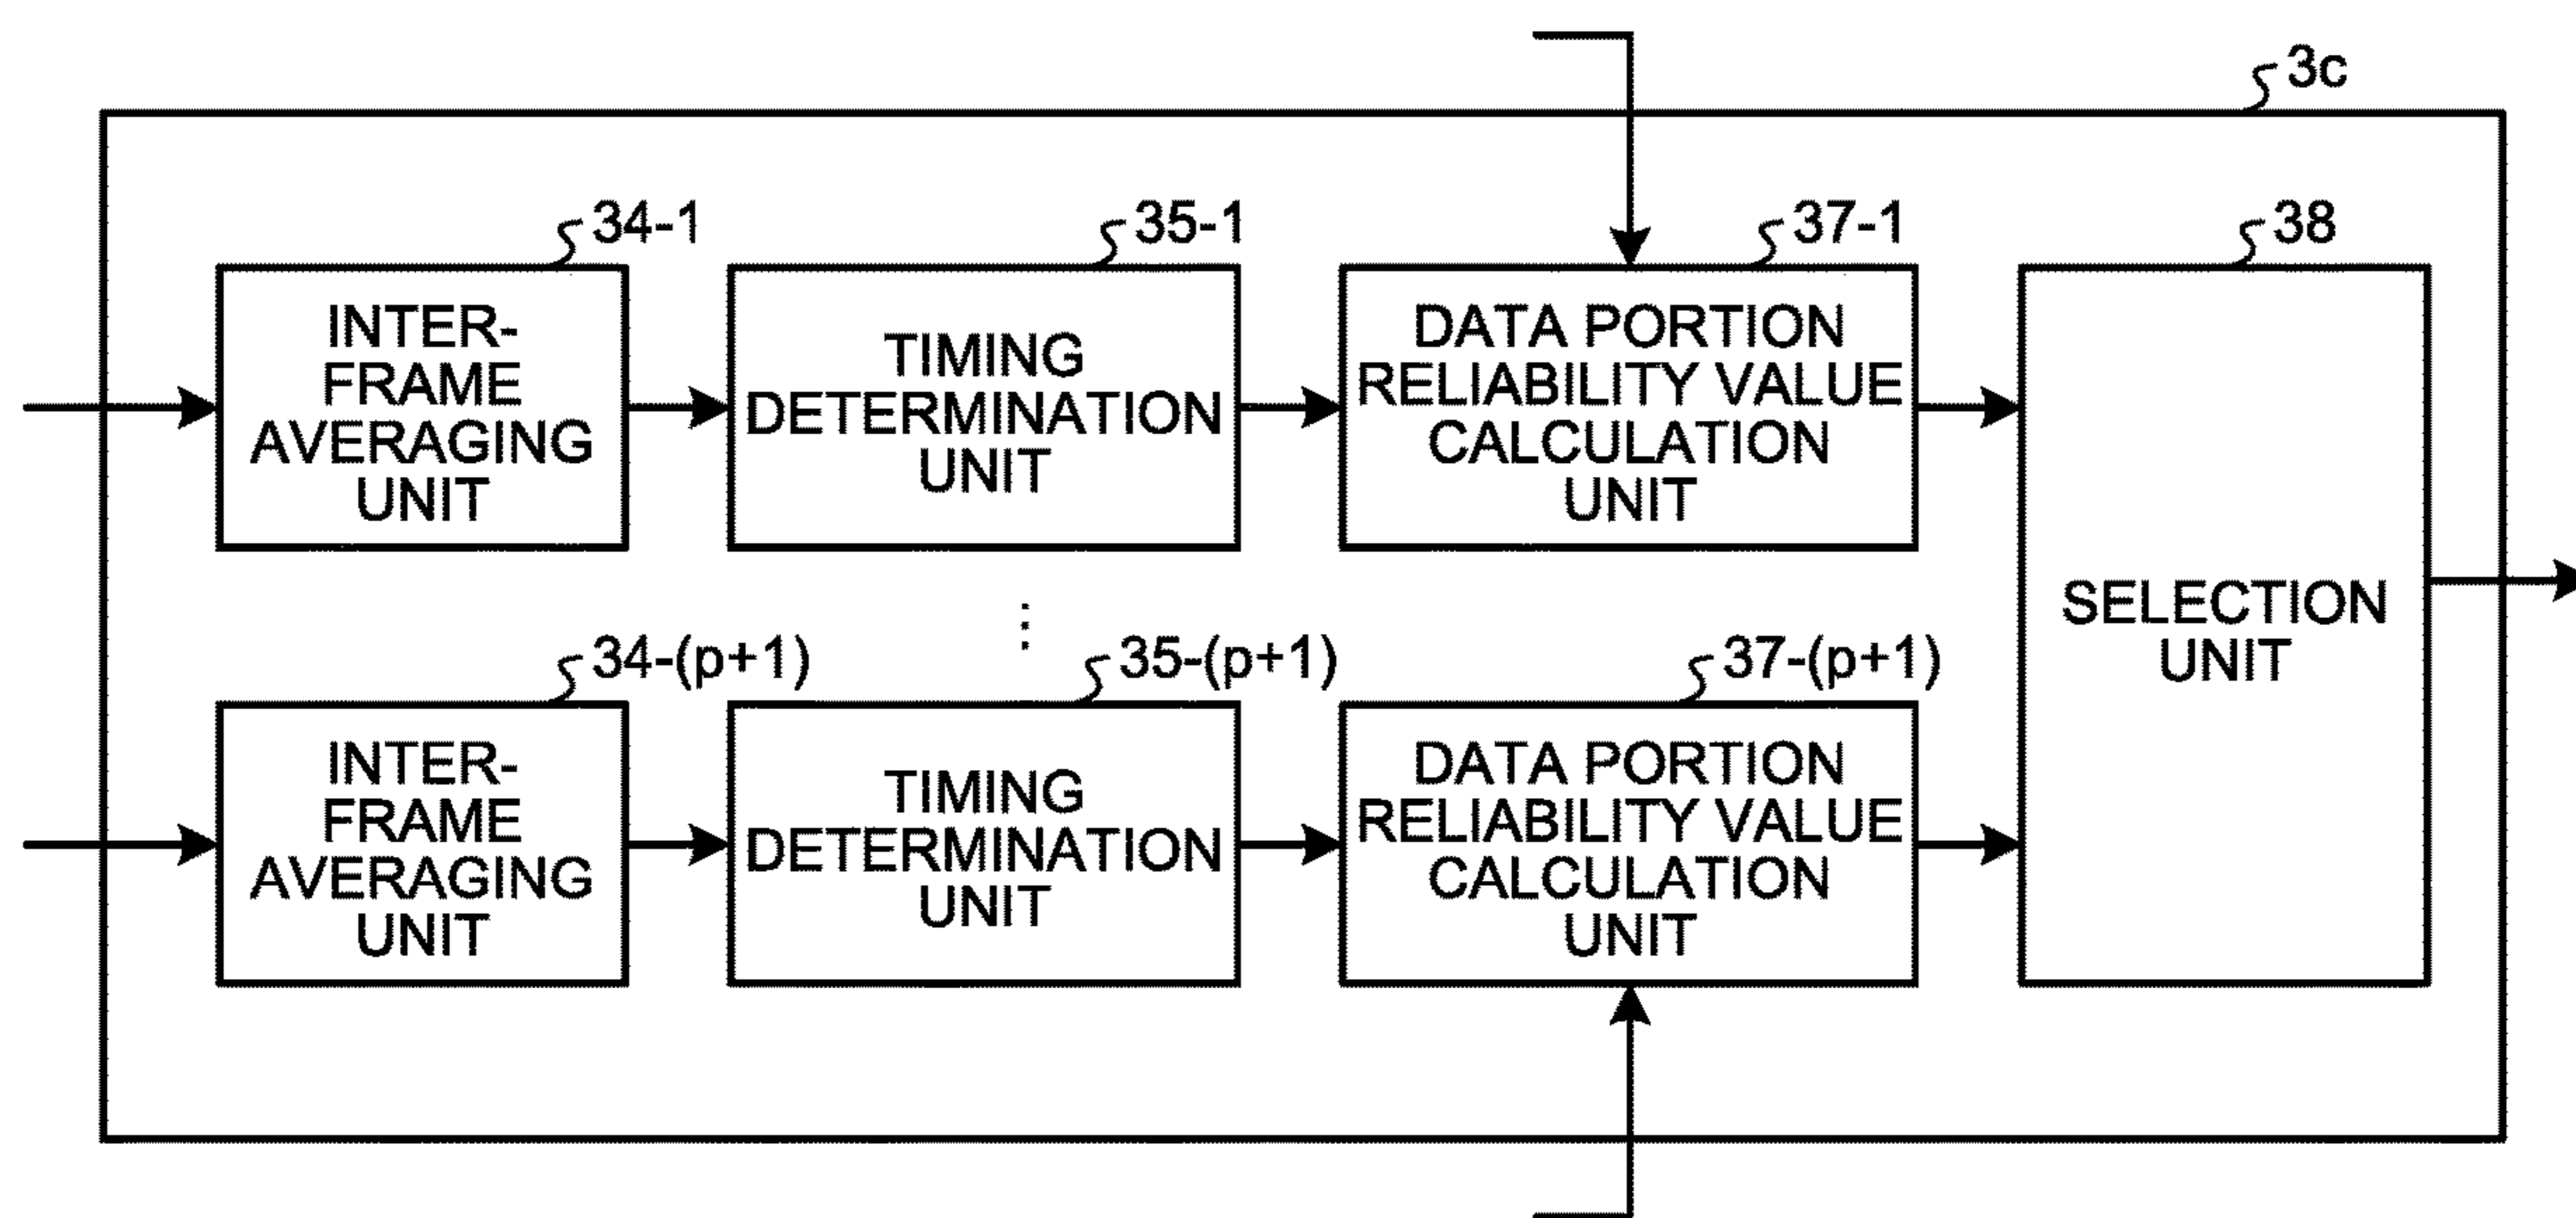 3c
34-1
35-1
37-1
38
INTER-
FRAME
AVERAGING
UNIT
TIMING
DETERMINATION
UNIT
DATA PORTION
RELIABILITY VALUE
CALCULATION
UNIT
SELECTION
UNIT
34-(p+1)
35-(p+1)
37-(p+1)
INTER-
FRAME
AVERAGING
UNIT
TIMING
DETERMINATION
UNIT
DATA PORTION
RELIABILITY VALUE
CALCULATION
UNIT